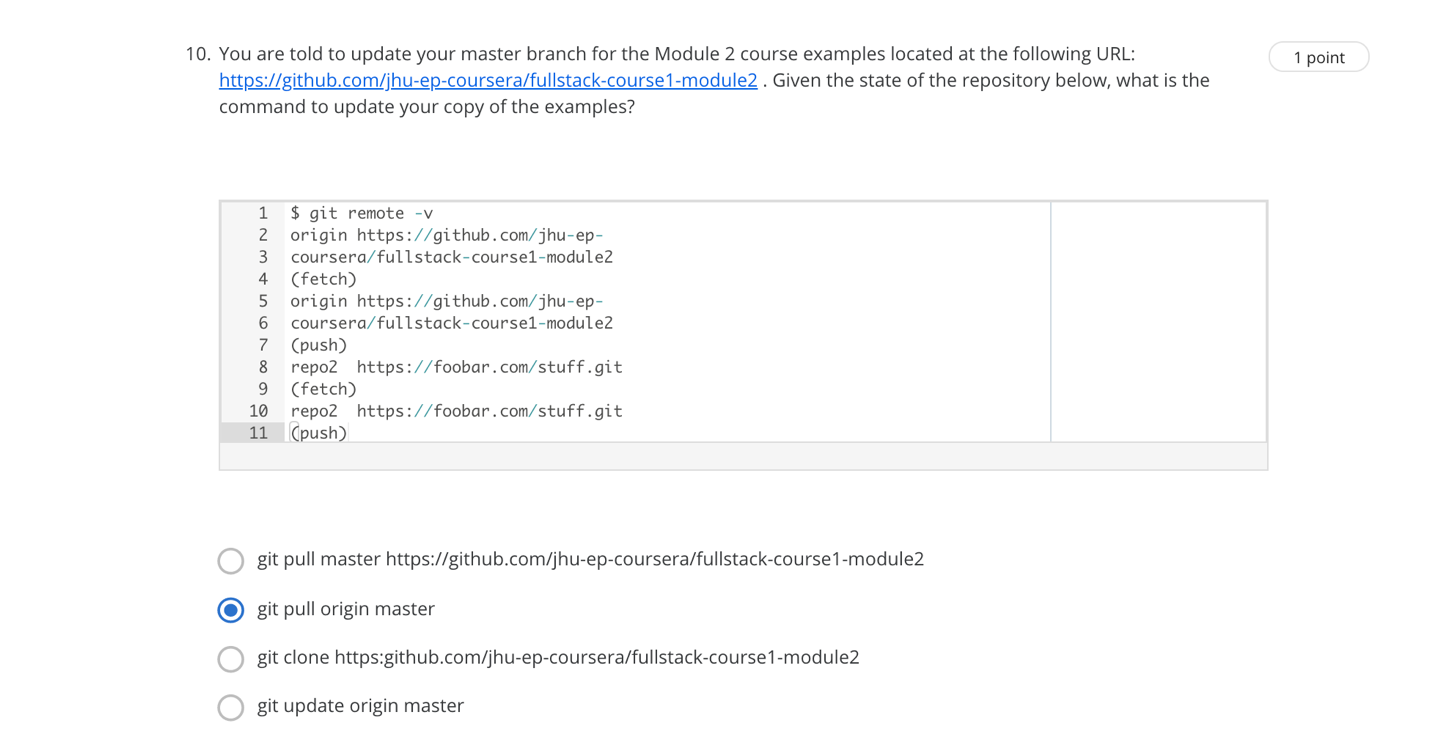 10. You are told to update your master branch for the Module 2 course examples located at the following URL:
https://github.com/jhu-ep-coursera/fullstack-course1-module2 . Given the state of the repository below, what is the
command to update your copy of the examples?
1 point
1 $ git remote -v
2 origin https://github.com/jhu-ep-
3 coursera/fullstack-course1-module2
4 (fetch)
5 origin https://github.com/jhu-ep-
6 coursera/fullstack-course1-module2
7 (push)
8 repo2  https://foobar.com/stuff.git
9 (fetch)
10 repo2  https://foobar.com/stuff.git
11 (push)
git pull master https://github.com/jhu-ep-coursera/fullstack-course1-module2
git pull origin master
git clone https:github.com/jhu-ep-coursera/fullstack-course1-module2
git update origin master